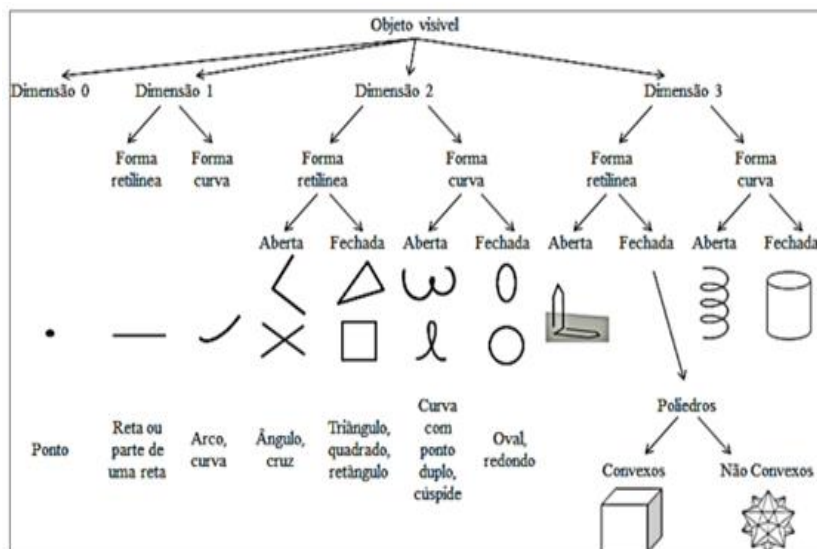 Objeto visível
Dimensão 0
Dimensão 1
Dimensão 2
Dimensão 3
Forma
retilínea
Forma
curva
Forma
retilínea
Forma
curva
Forma
retilínea
Forma
curva
Aberta
Fechada
Aberta
Fechada
Aberta
Fechada
Aberta
Fechada
Ponto
Reta ou
parte de
uma reta
Arco,
curva
Ângulo,
cruz
Triângulo,
quadrado,
retângulo
Curva
com
ponto
duplo,
cúspide
Oval,
redondo
Poliedros
Convexos
Não Convexos